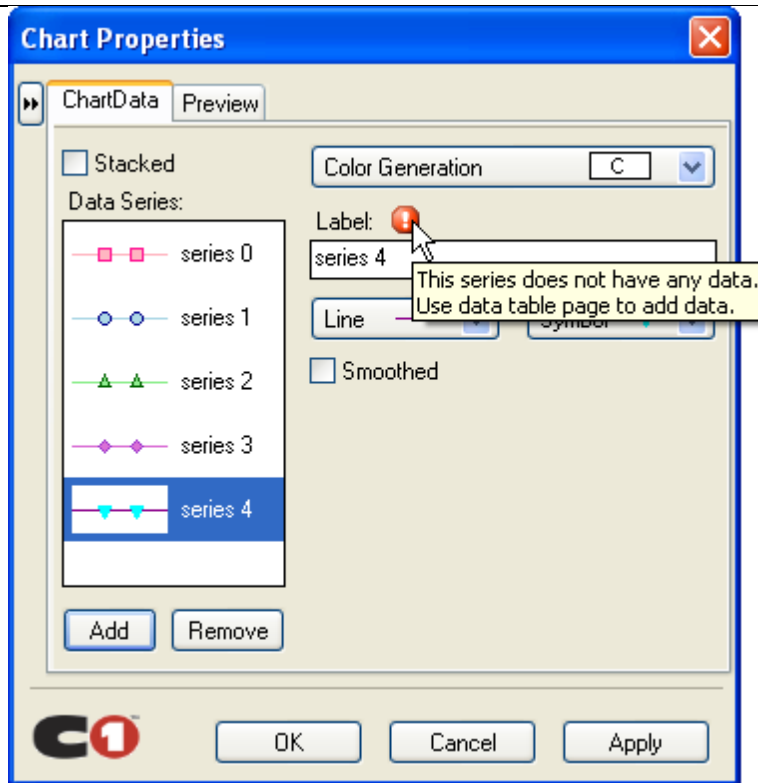 Chart Properties
ChartData Preview
Stacked
Color Generation C
Data Series:
Label:
series 0
series 4
This series does not have any data.
Use data table page to add data.
series 1
Line Symbol
series 2
Smoothed
series 3
series 4
Add Remove
C1
OK Cancel Apply